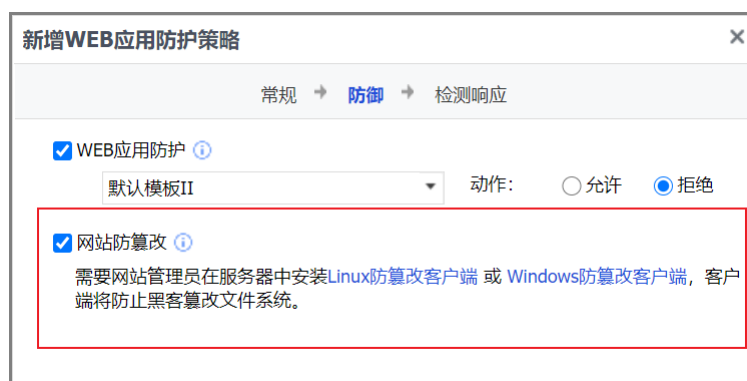 新增WEB应用防护策略
常规 → 防御 → 检测响应
WEB应用防护
默认模板II 动作： 允许 拒绝
网站防篡改
需要网站管理员在服务器中安装Linux防篡改客户端 或 Windows防篡改客户端，客户
端将防止黑客篡改文件系统。